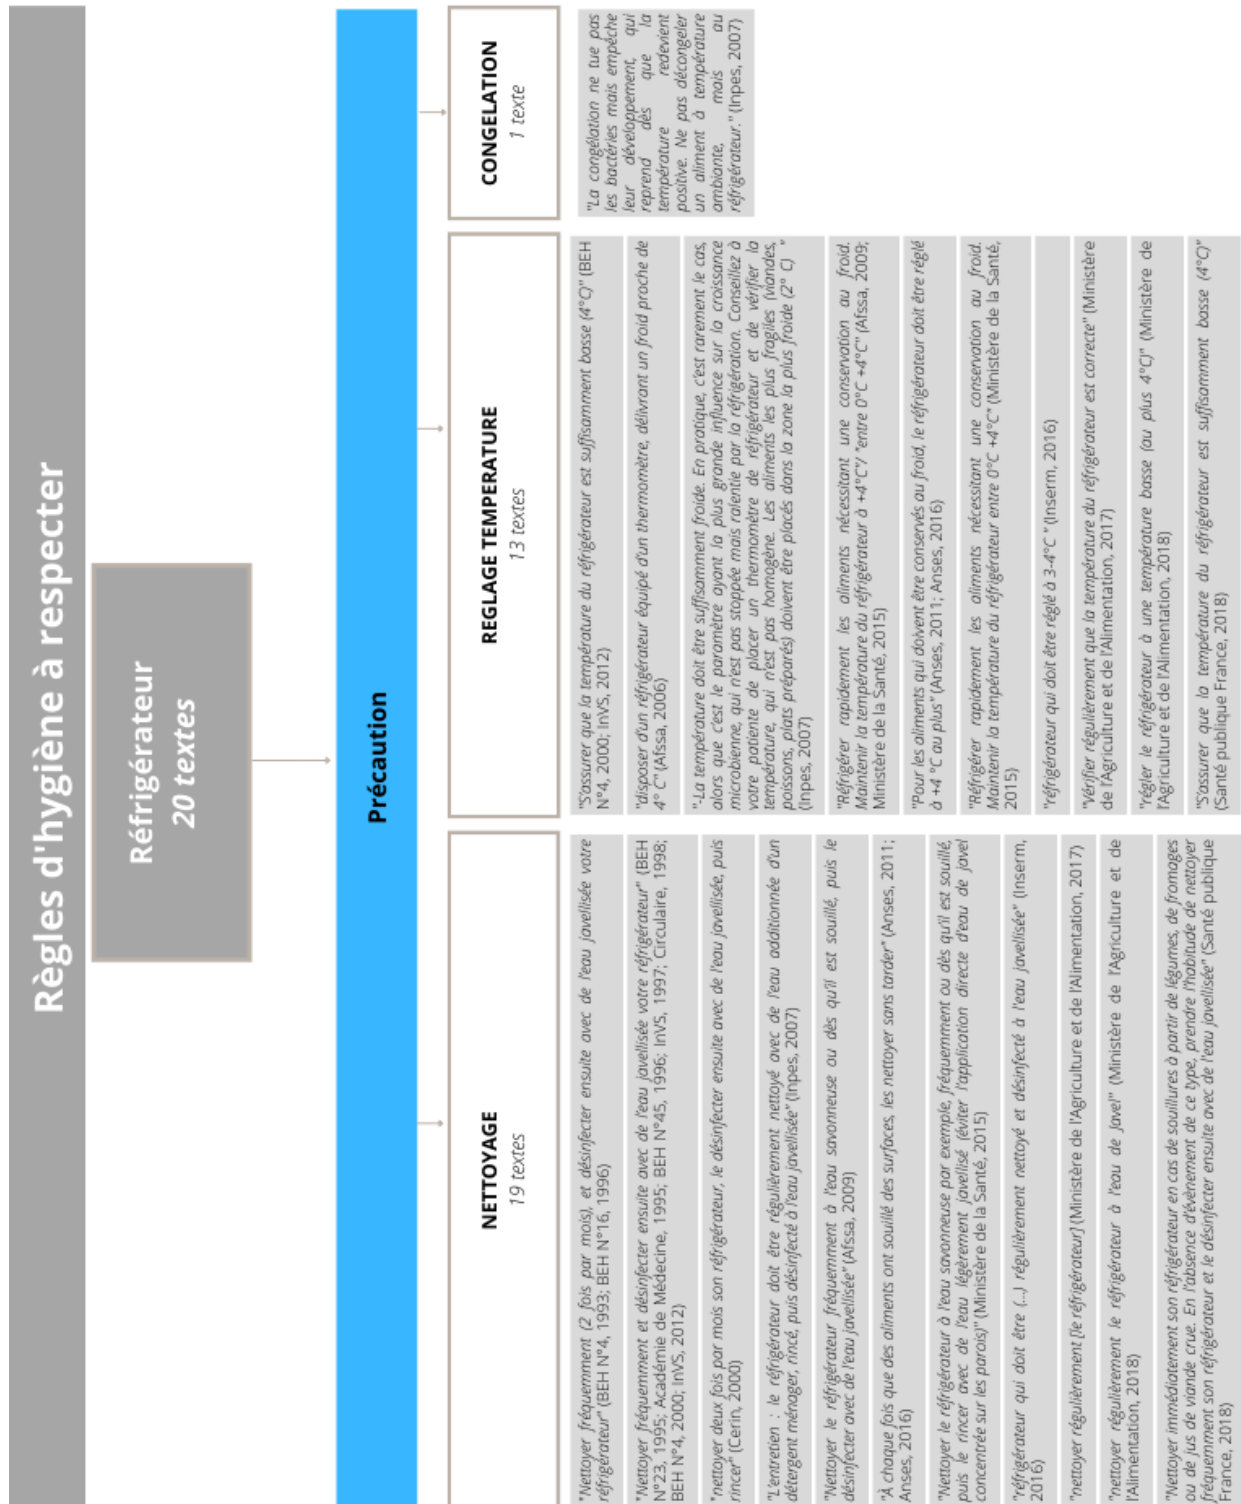 Règles d'hygiène à respecter
Réfrigérateur
20 textes
Précaution
NETTOYAGE
19 textes
"Nettoyer fréquemment (2 fois par mois), et désinfecter ensuite avec de l'eau javellisée votre
réfrigérateur" (BEH N°4, 1993; BEH N°16, 1996)
"Nettoyer fréquemment et désinfecter ensuite avec de l'eau javellisée votre réfrigérateur" (BEH
N°23, 1995; Académie de Médecine, 1995; BEH N°45, 1996; InVS, 1997; Circulaire, 1998;
BEH N°4, 2000; InVS, 2012)
"nettoyer deux fois par mois son réfrigérateur, le désinfecter ensuite avec de l'eau javellisée, puis
rincer" (Cerin, 2000)
"L'entretien : le réfrigérateur doit être régulièrement nettoyé avec de l'eau additionnée d'un
détergent ménager, rincé, puis désinfecté à l'eau javellisée" (Inpes, 2007)
"Nettoyer le réfrigérateur fréquemment à l'eau savonneuse ou dès qu'il est souillé, puis le
désinfecter avec de l'eau javellisée" (Afssa, 2009)
"À chaque fois que des aliments ont souillé des surfaces, les nettoyer sans tarder" (Anses, 2011;
Anses, 2016)
"Nettoyer le réfrigérateur à l'eau savonneuse par exemple, fréquemment ou dès qu'il est souillé,
puis le rincer avec de l'eau légèrement javellisé (éviter l'application directe d'eau de javel
concentrée sur les parois)" (Ministère de la Santé, 2015)
"réfrigérateur qui doit être (...) régulièrement nettoyé et désinfecté à l'eau javellisée" (Inserm,
2016)
"nettoyer régulièrement [le réfrigérateur] (Ministère de l'Agriculture et de l'Alimentation, 2017)
"nettoyer régulièrement le réfrigérateur à l'eau de Javel" (Ministère de l'Agriculture et de
l'Alimentation, 2018)
"Nettoyer immédiatement son réfrigérateur en cas de souillures à partir de légumes, de fromages
ou de jus de viande crue. En l'absence d'évènement de ce type, prendre l'habitude de nettoyer
fréquemment son réfrigérateur et le désinfecter ensuite avec de l'eau javellisée" (Santé publique
France, 2018)
REGLAGE TEMPERATURE
13 textes
"S'assurer que la température du réfrigérateur est suffisamment basse (4°C)" (BEH
N°4, 2000; InVS, 2012)
"disposer d'un réfrigérateur équipé d'un thermomètre, délivrant un froid proche de
4° C" (Afssa, 2006)
"-La température doit être suffisamment froide. En pratique, c'est rarement le cas,
alors que c'est le paramètre ayant la plus grande influence sur la croissance
microbienne, qui n'est pas stoppée mais ralentie par la réfrigération. Conseillez à
votre patiente de placer un thermomètre de réfrigérateur et de vérifier la
température, qui n'est pas homogène. Les aliments les plus fragiles (viandes,
poissons, plats préparés) doivent être placés dans la zone la plus froide (2° C) "
(Inpes, 2007)
"Réfrigérer rapidement les aliments nécessitant une conservation au froid.
Maintenir la température du réfrigérateur à +4°C"/ "entre 0°C +4°C" (Afssa, 2009;
Ministère de la Santé, 2015)
"Pour les aliments qui doivent être conservés au froid, le réfrigérateur doit être réglé
à +4 °C au plus" (Anses, 2011; Anses, 2016)
"Réfrigérer rapidement les aliments nécessitant une conservation au froid.
Maintenir la température du réfrigérateur entre 0°C +4°C" (Ministère de la Santé,
2015)
"réfrigérateur qui doit être réglé à 3-4°C " (Inserm, 2016)
"Vérifier régulièrement que la température du réfrigérateur est correcte" (Ministère
de l'Agriculture et de l'Alimentation, 2017)
"régler le réfrigérateur à une température basse (au plus 4°C)" (Ministère de
l'Agriculture et de l'Alimentation, 2018)
"S'assurer que la température du réfrigérateur est suffisamment basse (4°C)"
(Santé publique France, 2018)
CONGELATION
1 texte
"La congélation ne tue pas
les bactéries mais empêche
leur développement, qui
reprend dès que la
température redevient
positive. Ne pas décongeler
un aliment à température
ambiante, mais au
réfrigérateur." (Inpes, 2007)